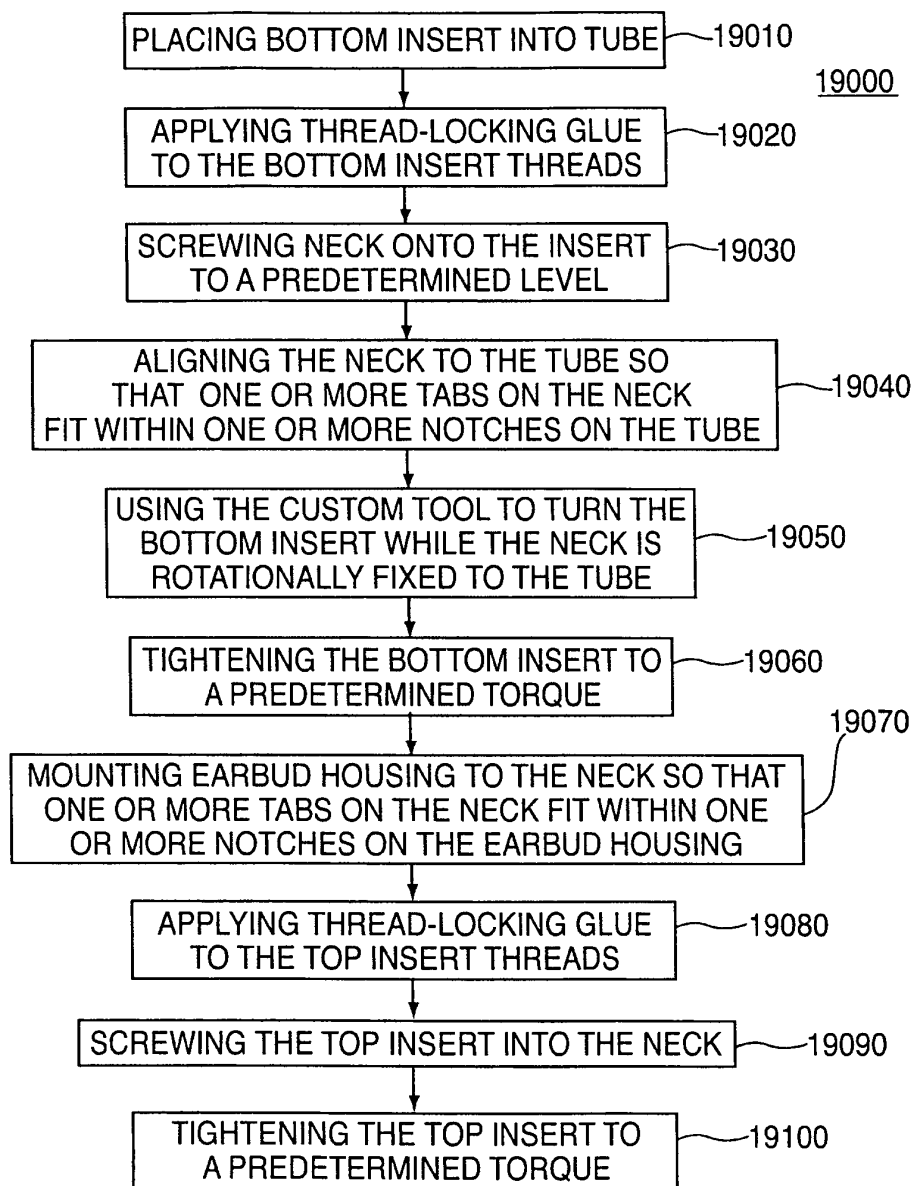 PLACING BOTTOM INSERT INTO TUBE
19010
19000
APPLYING THREAD-LOCKING GLUE
TO THE BOTTOM INSERT THREADS
19020
SCREWING NECK ONTO THE INSERT
TO A PREDETERMINED LEVEL
19030
ALIGNING THE NECK TO THE TUBE SO
THAT ONE OR MORE TABS ON THE NECK
FIT WITHIN ONE OR MORE NOTCHES ON THE TUBE
19040
USING THE CUSTOM TOOL TO TURN THE
BOTTOM INSERT WHILE THE NECK IS
ROTATIONALLY FIXED TO THE TUBE
19050
TIGHTENING THE BOTTOM INSERT TO
A PREDETERMINED TORQUE
19060
MOUNTING EARBUD HOUSING TO THE NECK SO THAT
ONE OR MORE TABS ON THE NECK FIT WITHIN ONE
OR MORE NOTCHES ON THE EARBUD HOUSING
19070
APPLYING THREAD-LOCKING GLUE
TO THE TOP INSERT THREADS
19080
SCREWING THE TOP INSERT INTO THE NECK
19090
TIGHTENING THE TOP INSERT TO
A PREDETERMINED TORQUE
19100